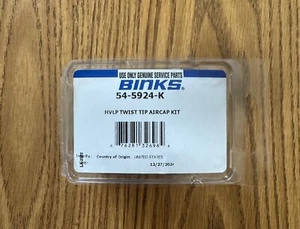 USE ONLY GENUINE SERVICE PARTS
BINKS
54-5924-K
HVLP TWIST TIP AIRCAP KIT
Country of Origin: UNITED STATES
12/27/2024